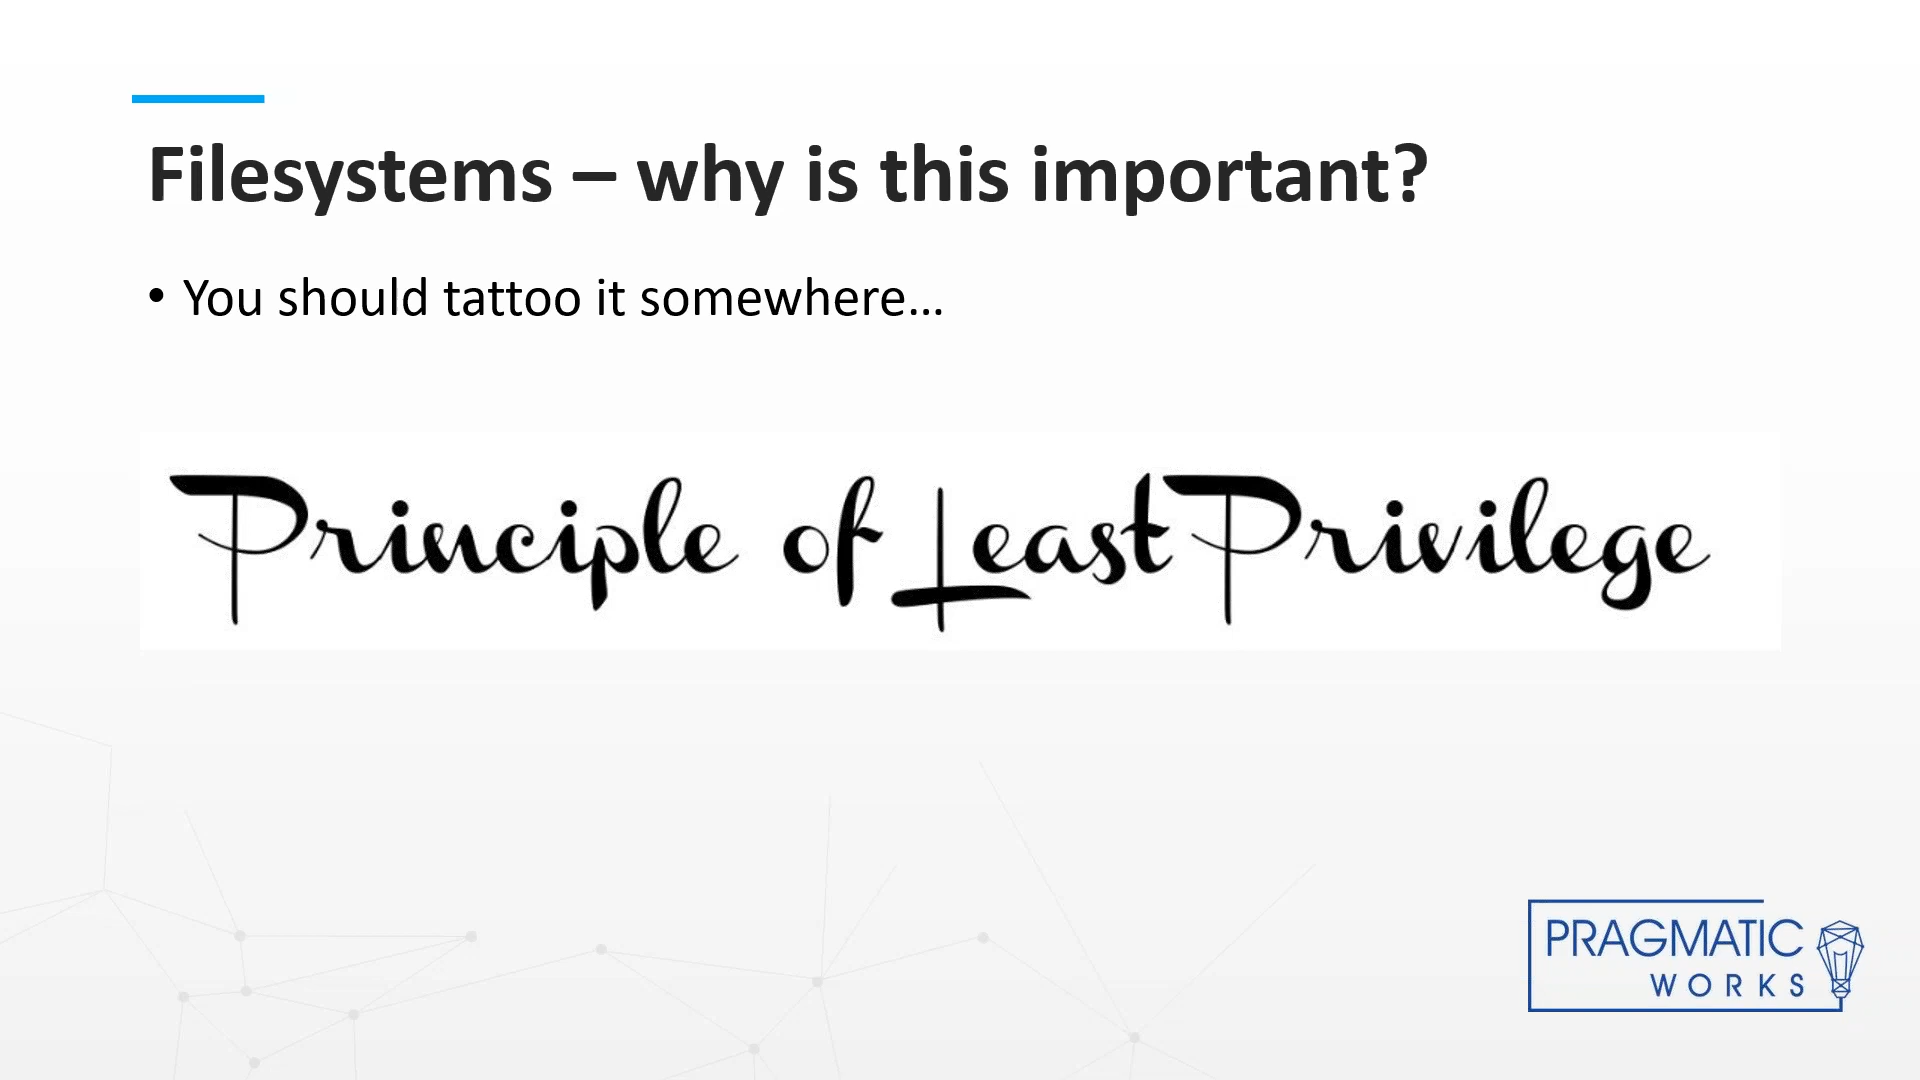 Filesystems – why is this important?
• You should tattoo it somewhere…
Principle of Least Privilege
PRAGMATIC
WORKS